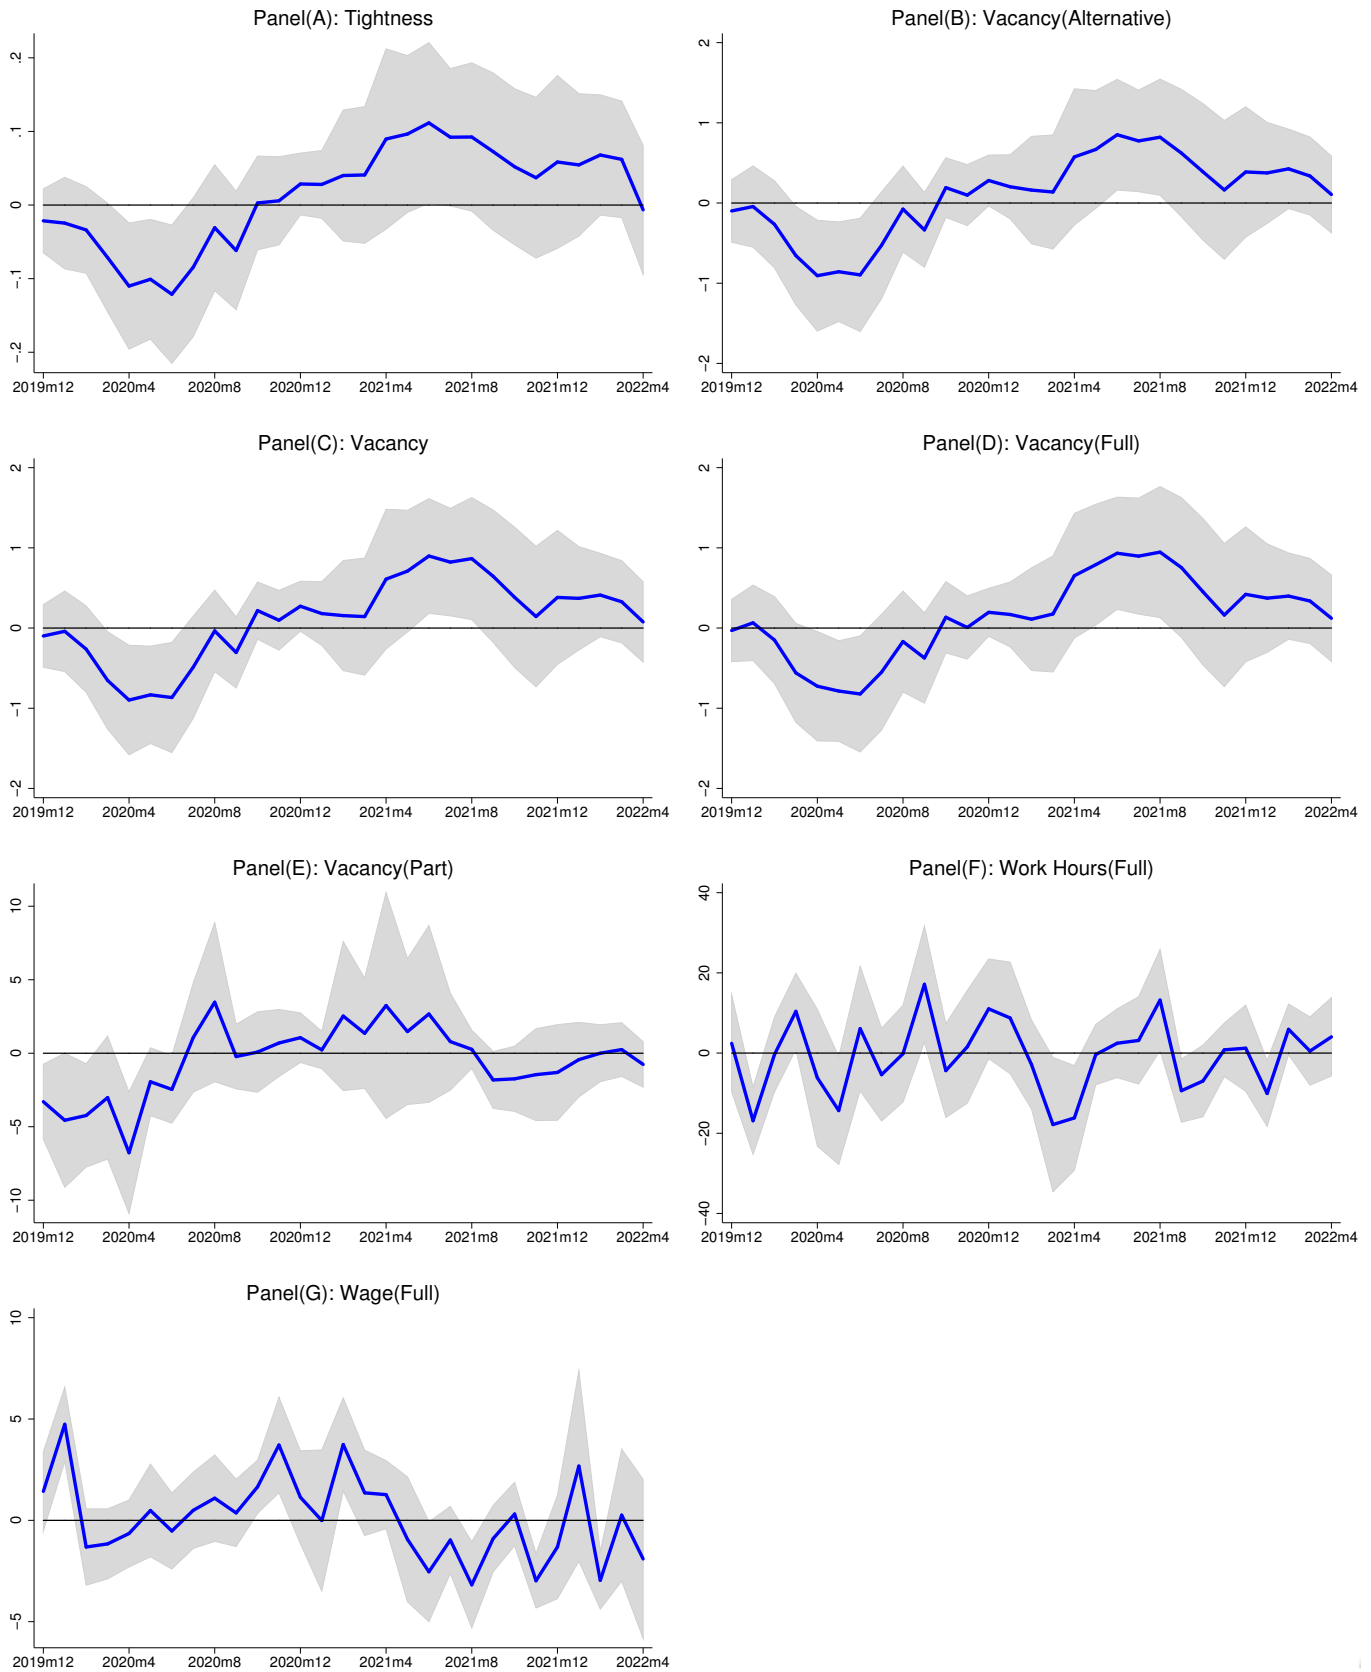 Panel(A): Tightness
.2
.1
0
−.1
−.2
2019m12 2020m4 2020m8 2020m12 2021m4 2021m8 2021m12 2022m4
Panel(B): Vacancy(Alternative)
2
1
0
−1
−2
2019m12 2020m4 2020m8 2020m12 2021m4 2021m8 2021m12 2022m4
Panel(C): Vacancy
2
1
0
−1
−2
2019m12 2020m4 2020m8 2020m12 2021m4 2021m8 2021m12 2022m4
Panel(D): Vacancy(Full)
2
1
0
−1
−2
2019m12 2020m4 2020m8 2020m12 2021m4 2021m8 2021m12 2022m4
Panel(E): Vacancy(Part)
10
5
0
−5
−10
2019m12 2020m4 2020m8 2020m12 2021m4 2021m8 2021m12 2022m4
Panel(F): Work Hours(Full)
40
20
0
−20
−40
2019m12 2020m4 2020m8 2020m12 2021m4 2021m8 2021m12 2022m4
Panel(G): Wage(Full)
10
5
0
−5
2019m12 2020m4 2020m8 2020m12 2021m4 2021m8 2021m12 2022m4